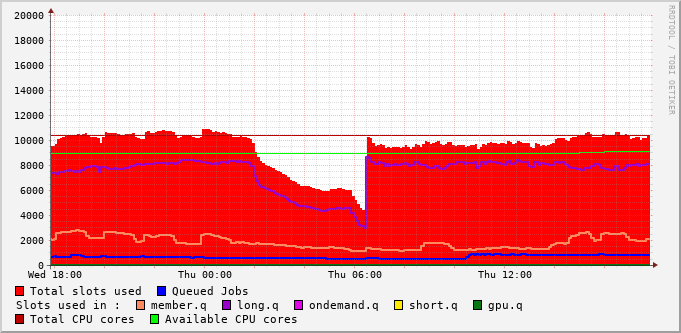 20000
18000
16000
14000
12000
10000
8000
6000
4000
2000
0
Wed 18:00 Thu 00:00 Thu 06:00 Thu 12:00
Total slots used Queued Jobs
Slots used in : member.q long.q ondemand.q short.q gpu.q
Total CPU cores Available CPU cores
RRDTOOL / TOBI OETIKER